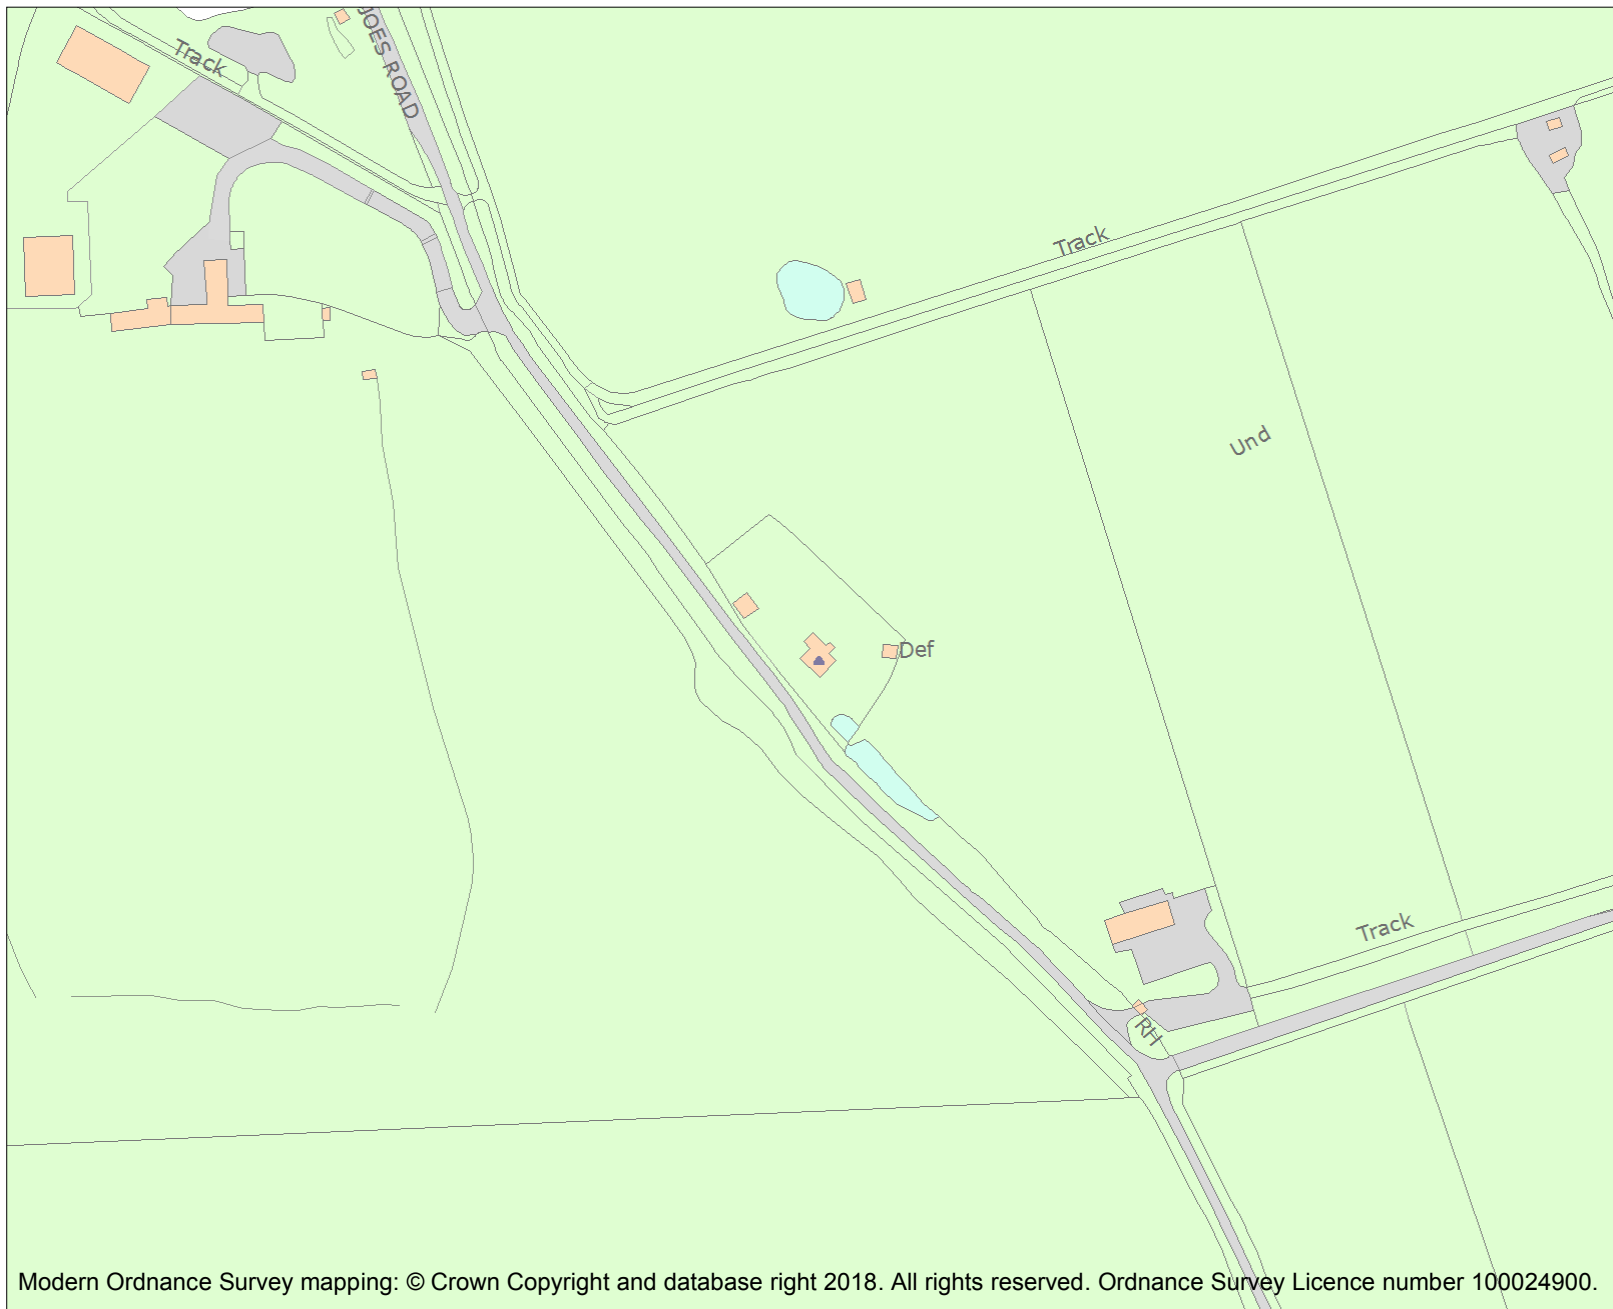 Track
JOES ROAD
Track
Und
Def
Track
RH
Modern Ordnance Survey mapping: © Crown Copyright and database right 2018. All rights reserved. Ordnance Survey Licence number 100024900.